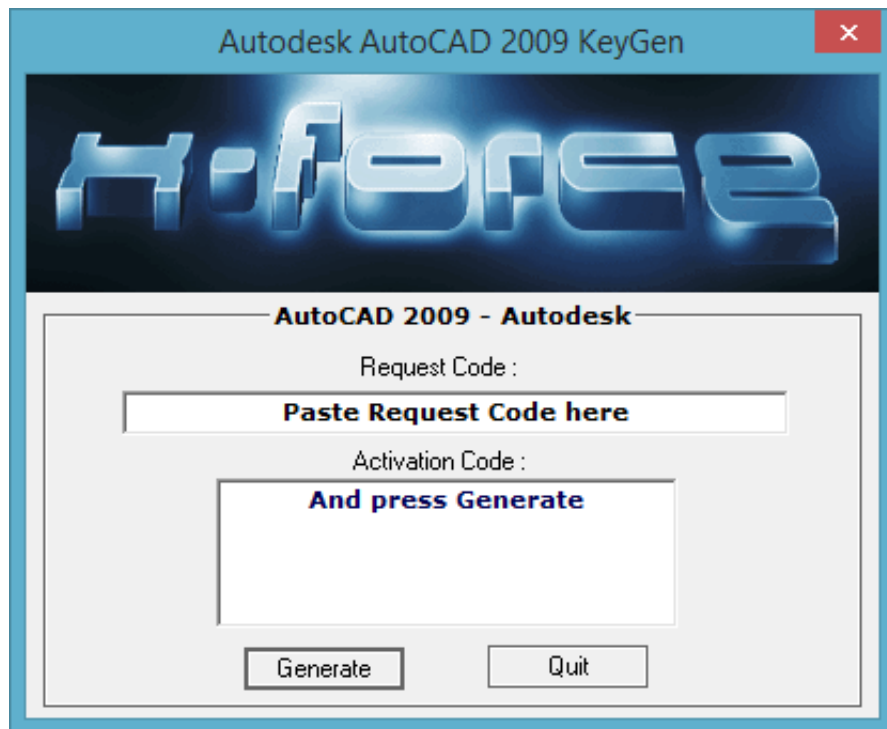 Autodesk AutoCAD 2009 KeyGen
x-force
AutoCAD 2009 - Autodesk
Request Code :
Paste Request Code here
Activation Code :
And press Generate
Generate
Quit